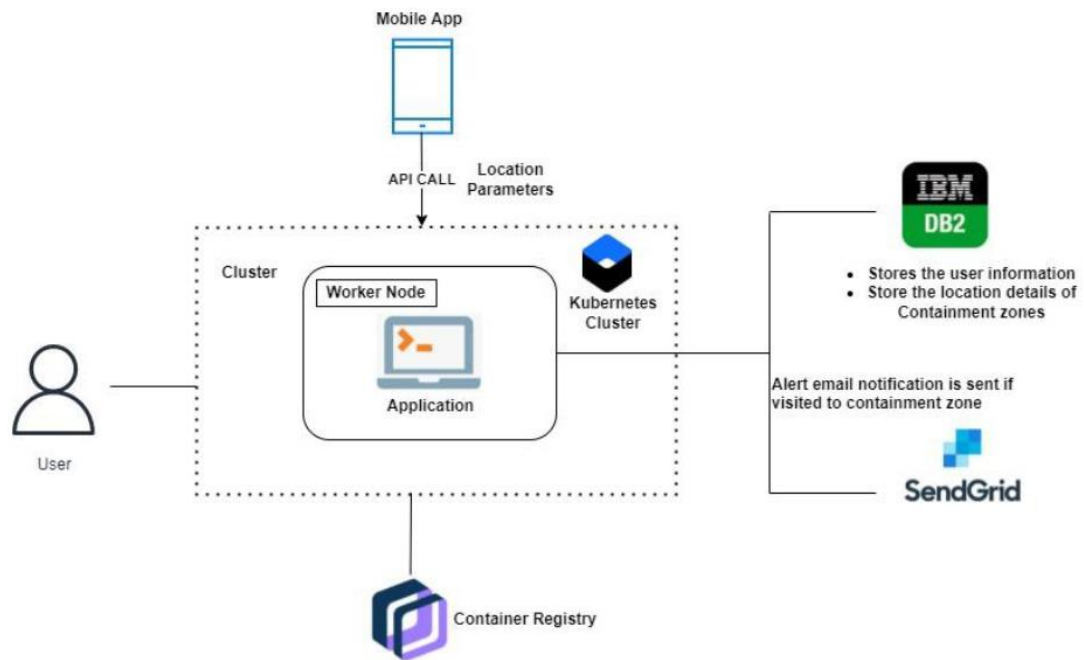 Mobile App
API CALL
Location
Parameters
IBM
DB2
Cluster
Worker Node
Kubernetes
Cluster
Application
• Stores the user information
• Store the location details of
Containment zones
User
Alert email notification is sent if
visited to containment zone
SendGrid
Container Registry